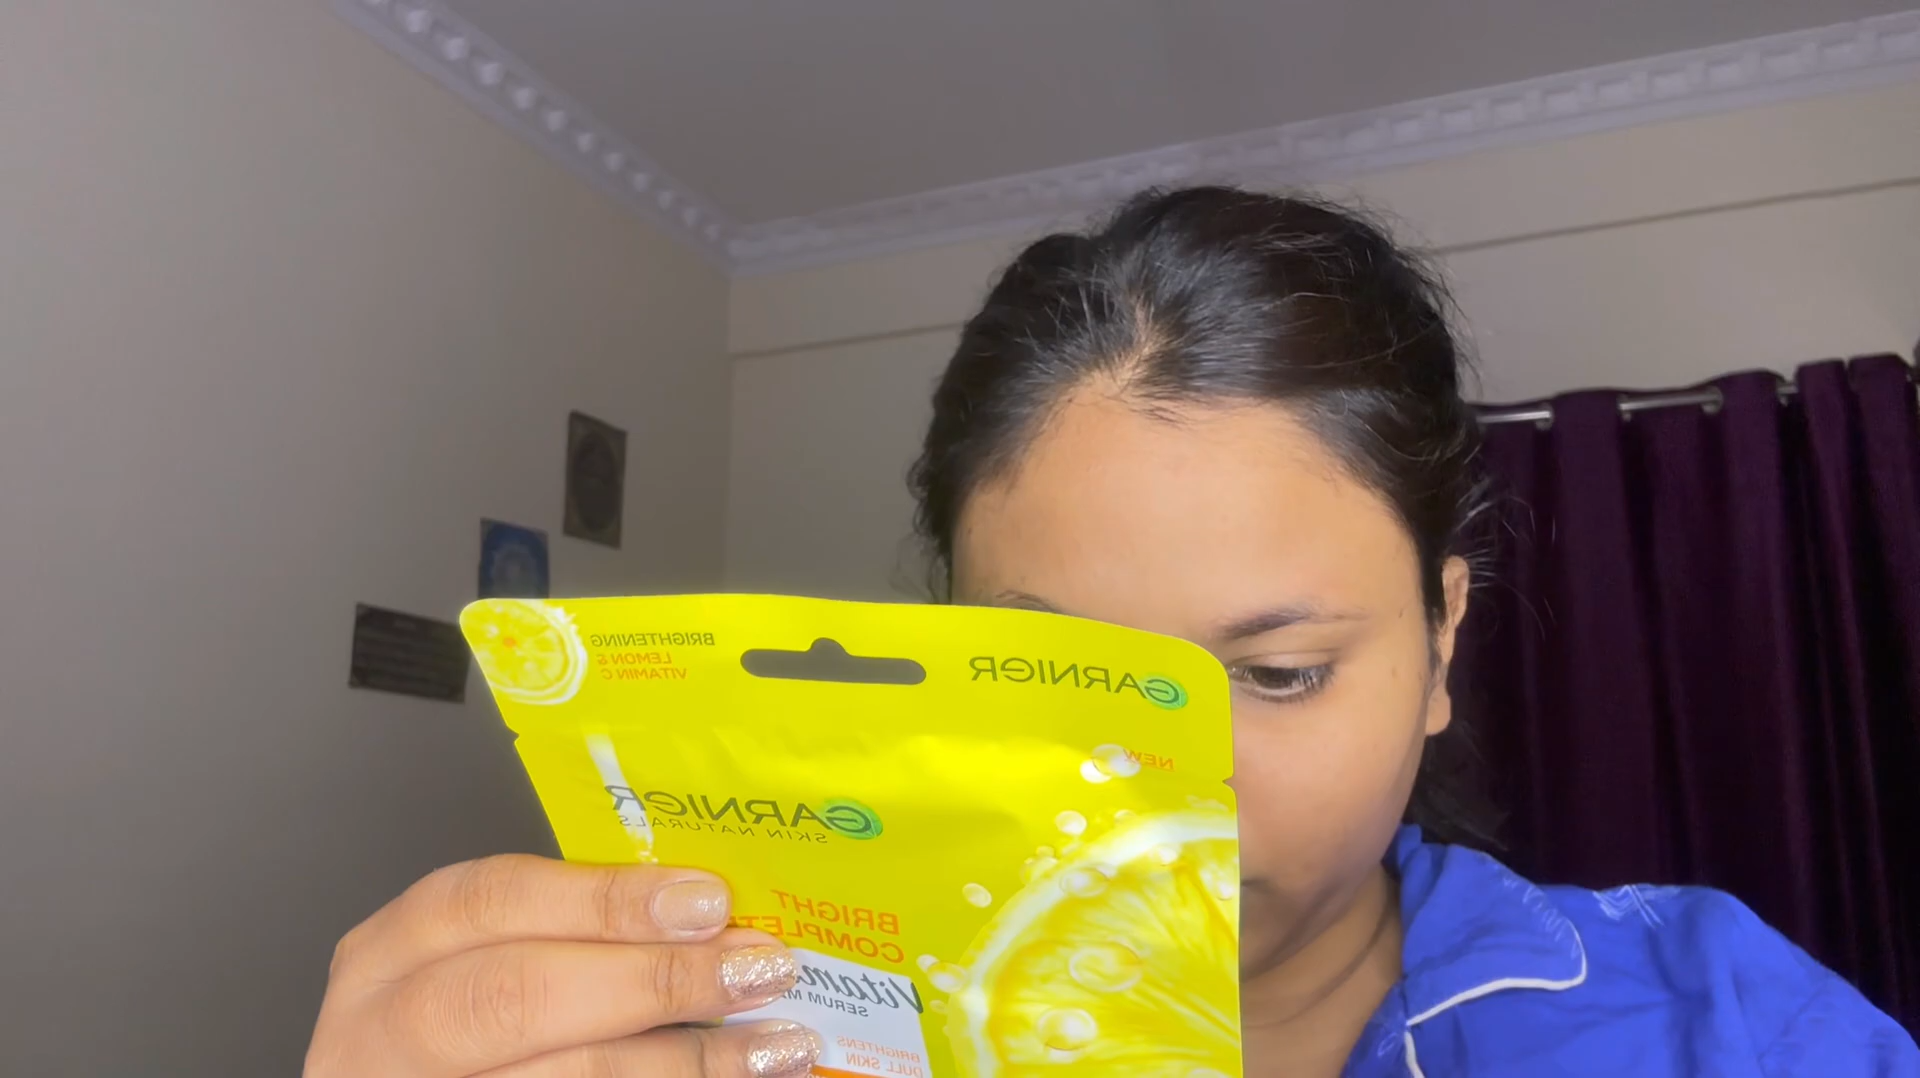 BRIGHTENING
LEMON &
VITAMIN C
GARNIER
NEW
GARNIER
SKIN NATURALS
BRIGHT
COMPLETE
SERUM
BRIGHTENS
DULL SKIN